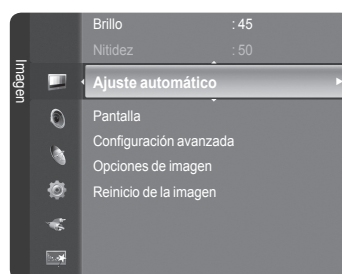 Imagen
Brillo : 45
Nitidez : 50
Ajuste automático
Pantalla
Configuración avanzada
Opciones de imagen
Reinicio de la imagen